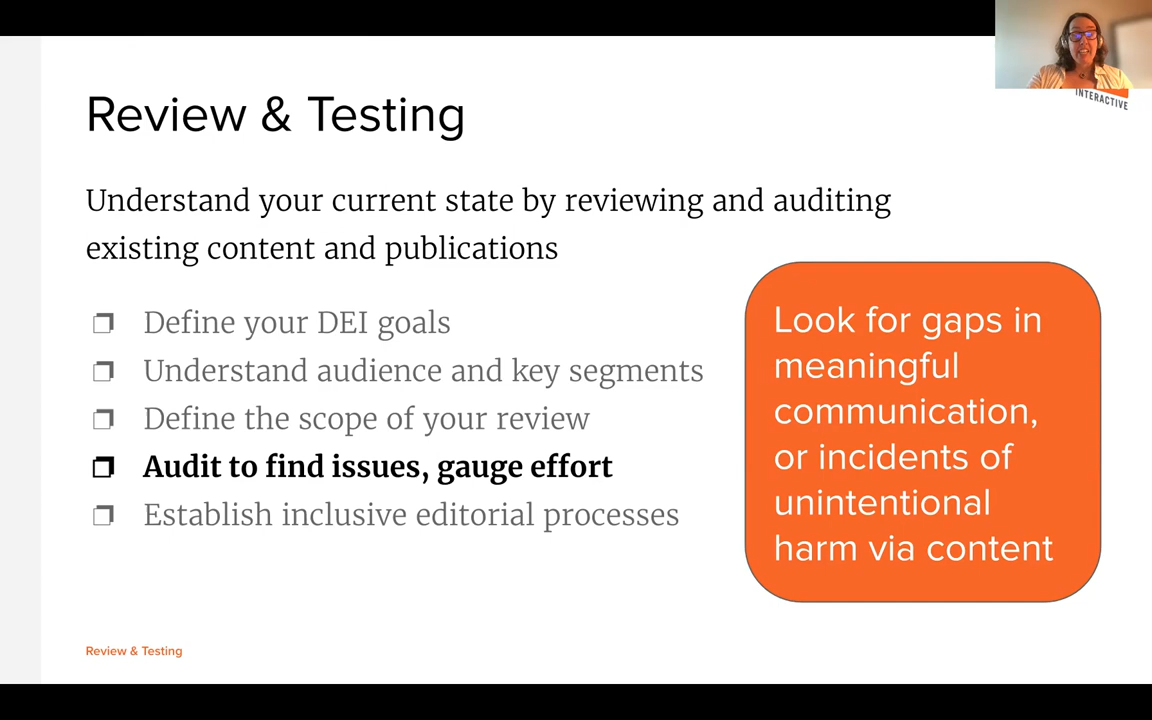 INTERACTIVE
Review & Testing
Understand your current state by reviewing and auditing
existing content and publications
Define your DEI goals
Understand audience and key segments
Define the scope of your review
Audit to find issues, gauge effort
Establish inclusive editorial processes
Look for gaps in
meaningful
communication,
or incidents of
unintentional
harm via content
Review & Testing